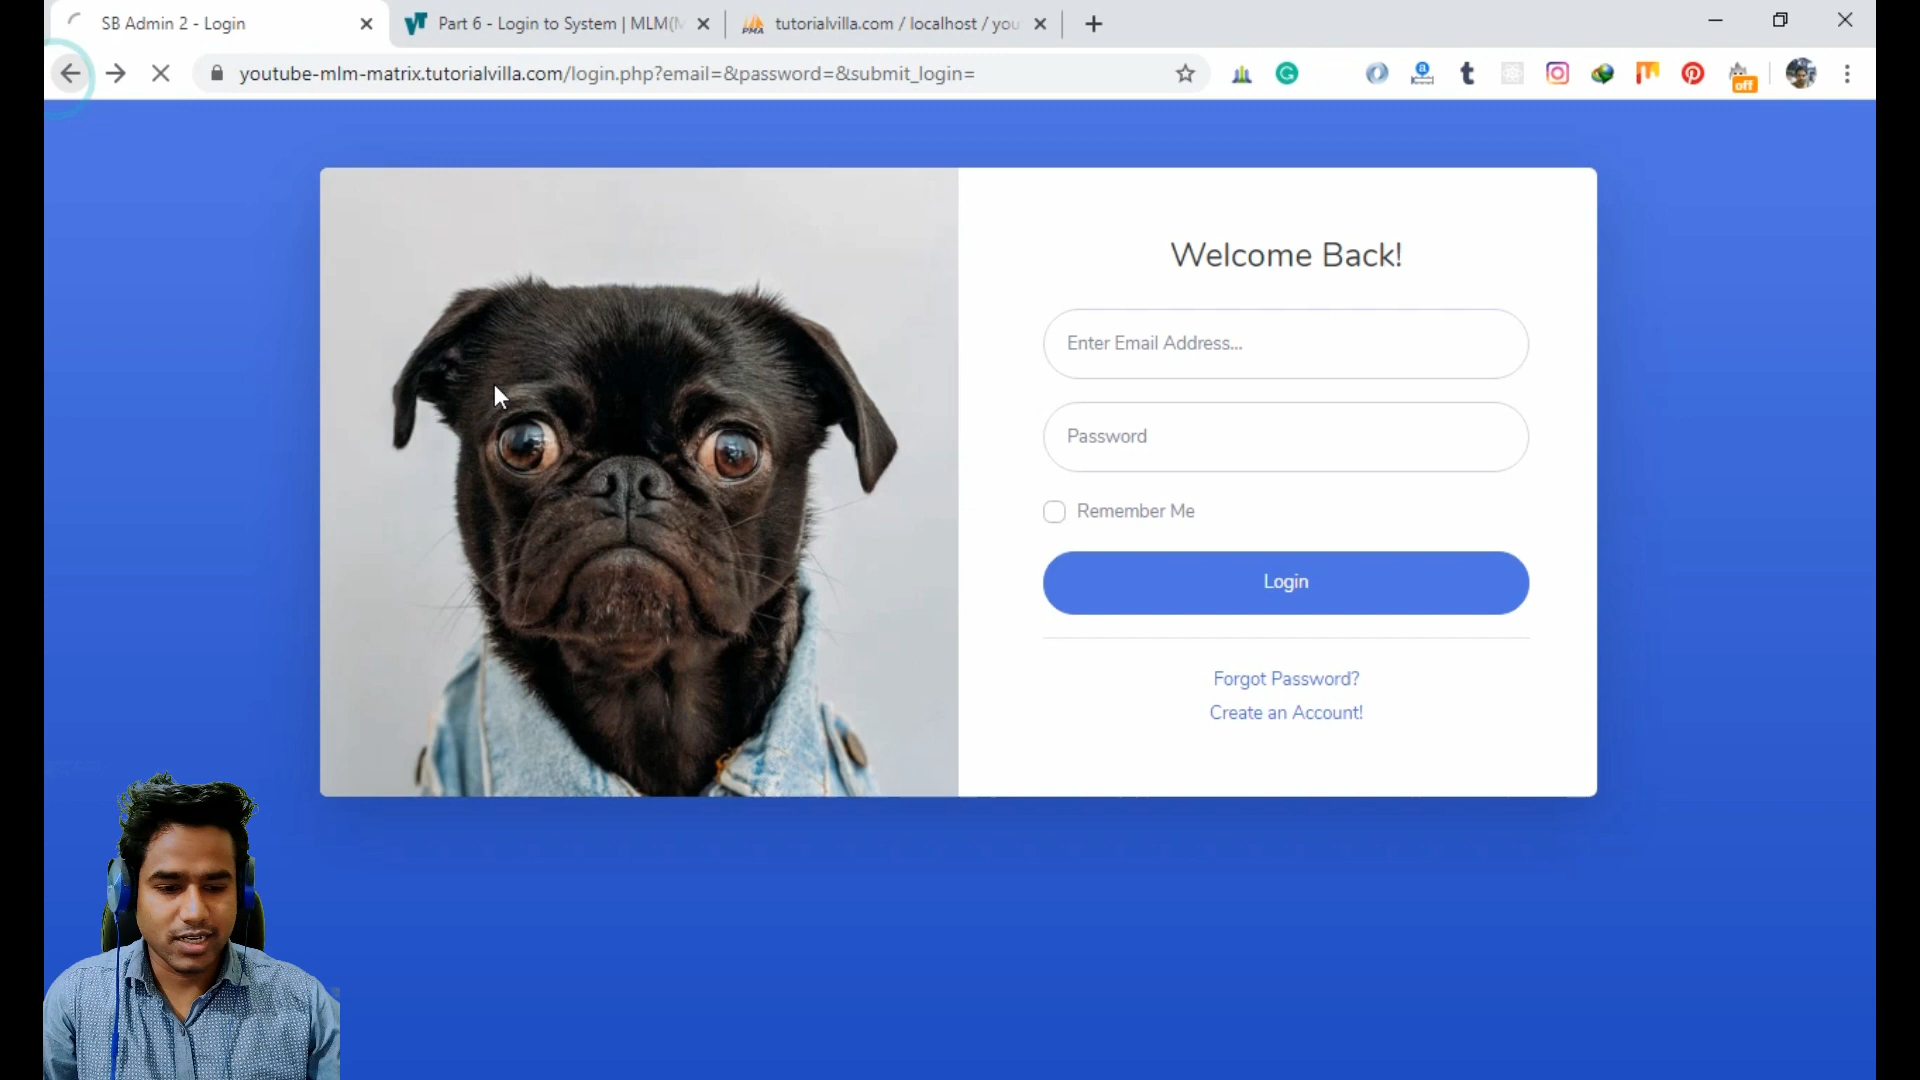 SB Admin 2 - Login
Part 6 - Login to System | MLM(M
PMA
tutorialvilla.com / localhost / you
youtube-mlm-matrix.tutorialvilla.com/login.php?email=&password=&submit_login=
a
t
off
Welcome Back!
Enter Email Address...
Password
Remember Me
Login
Forgot Password?
Create an Account!